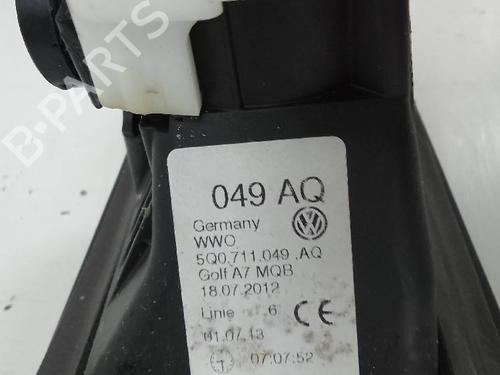 B-PARTS
049 AQ
Germany
WWO
5Q0.711.049 .AQ
Golf A7 MQB
18.07.2012
Linie 6 CE
01.07.13
07:07:52